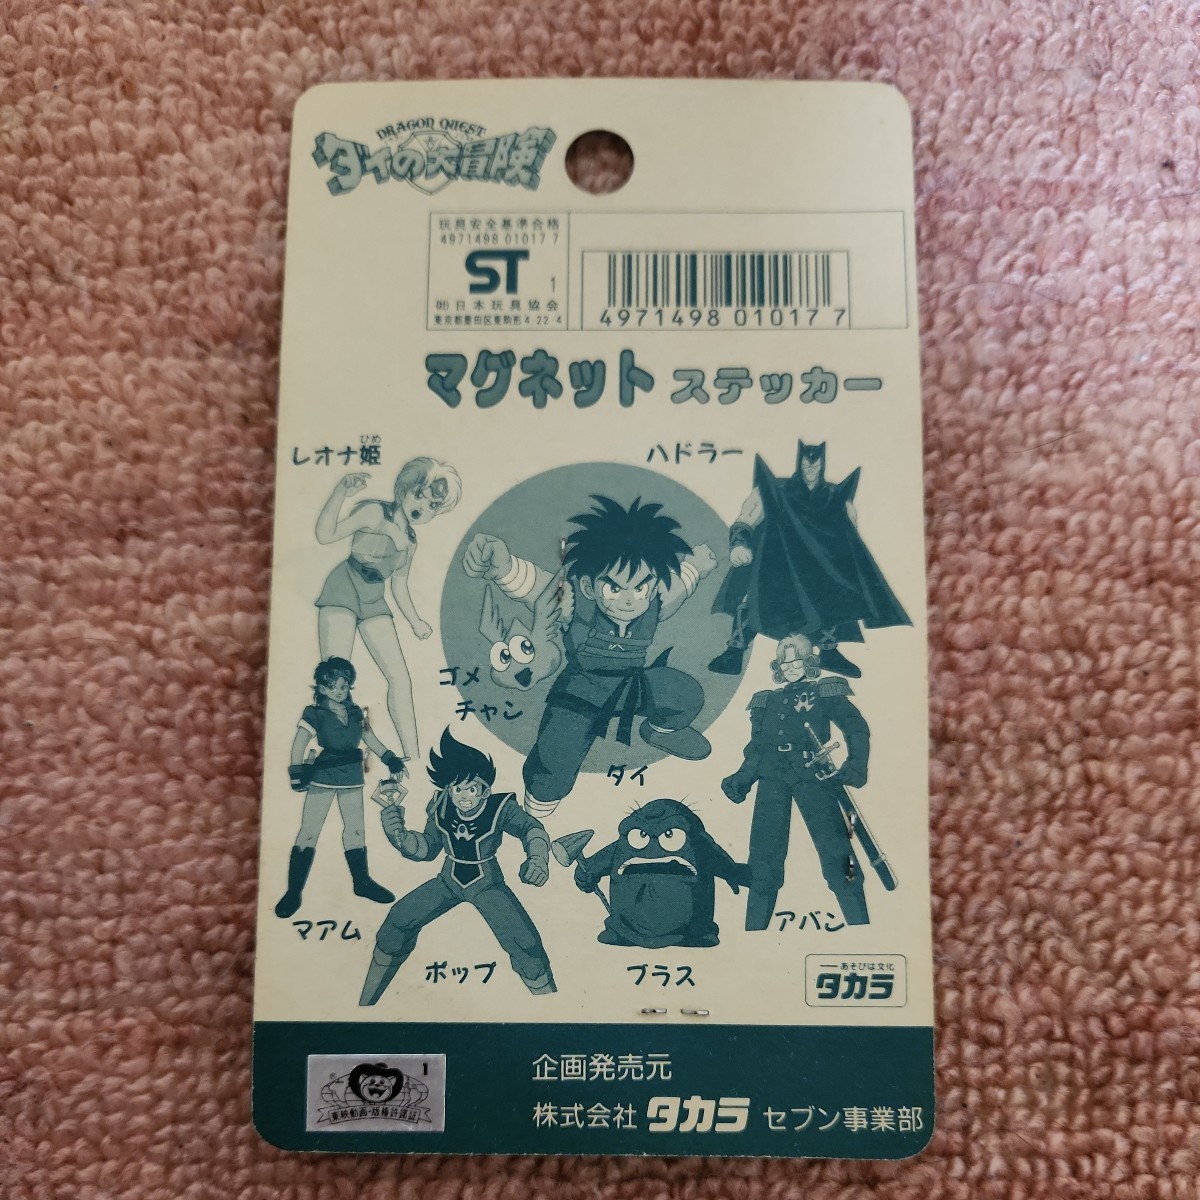 DRAGON QUEST
ダイの大冒険
玩具安全基準合格
4971498 01017 7
ST 1
㈳日本玩具協会
東京都墨田区東駒形4-22-4
4971498 01017 7
マグネット ステッカー
レオナ姫
ひめ
ハドラー
ゴメ
チャン
ダイ
マアム
ポップ
ブラス
アバン
あそびは文化
タカラ
1
東映動画・版権許諾証
企画発売元
株式会社 タカラ セブン事業部